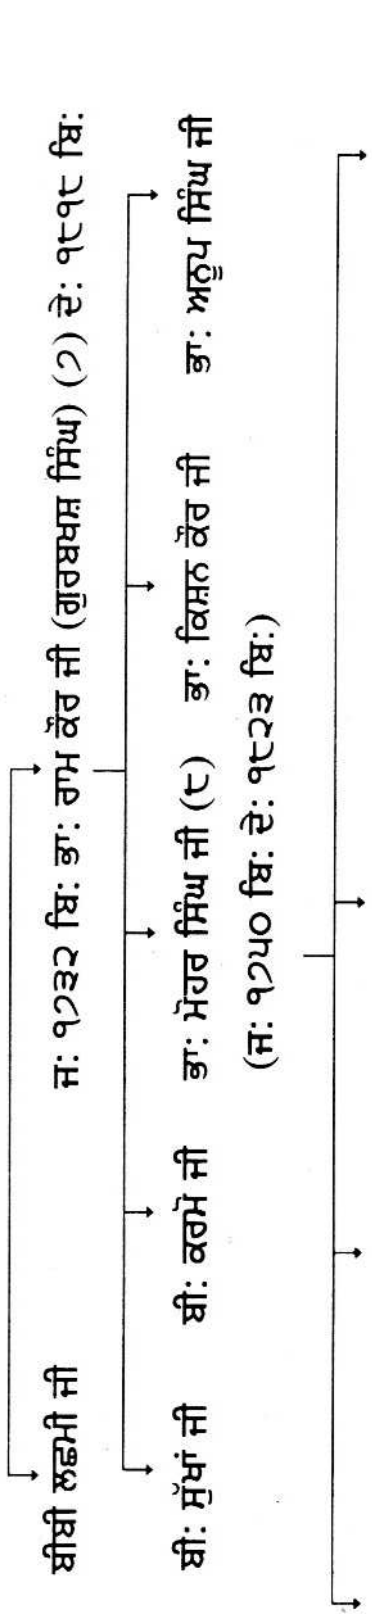 ਬੀਬੀ ਲਛਮੀ ਜੀ ਜ: ੧੭੩੨ ਬਿ: ਭਾ: ਰਾਮ ਕੌਰ ਜੀ (ਗੁਰਬਖਸ਼ ਸਿੰਘ) (੭) ਦੇ: ੧੮੧੮ ਬਿ:
ਬੀ: ਸੁੱਖਾਂ ਜੀ ਬੀ: ਕਰਮੋ ਜੀ ਭਾ: ਮੋਹਰ ਸਿੰਘ ਜੀ (੮) ਭਾ: ਕਿਸ਼ਨ ਕੌਰ ਜੀ ਭਾ: ਅਨੂਪ ਸਿੰਘ ਜੀ
(ਜ: ੧੭੫੦ ਬਿ: ਦੇ: ੧੮੨੩ ਬਿ:)